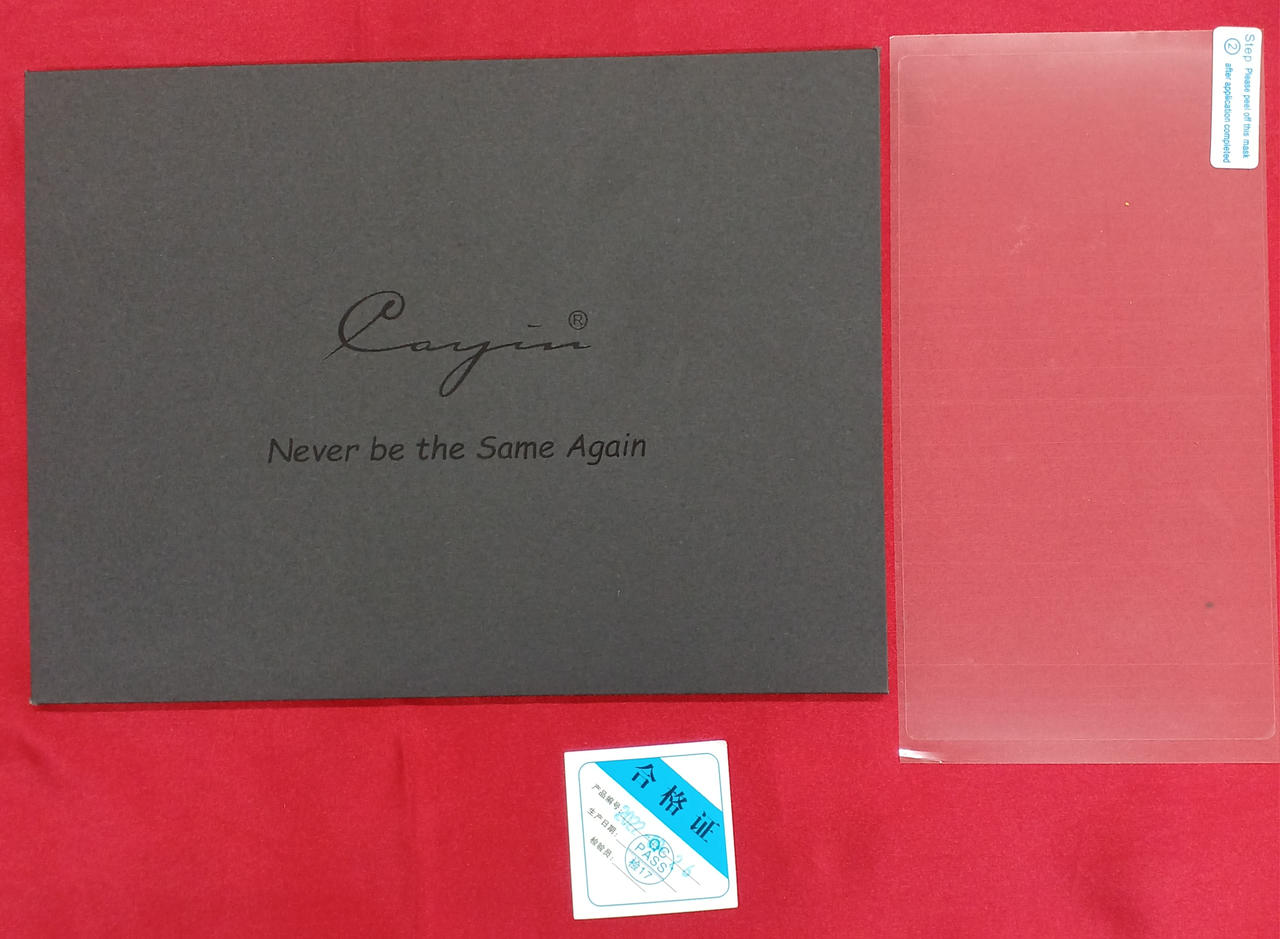 Cayin®
Never be the Same Again
Step ② Please peel off this mask
after application completed
合格证
产品编号:
生产日期: 2022
检验员:
QC
PASS
检17